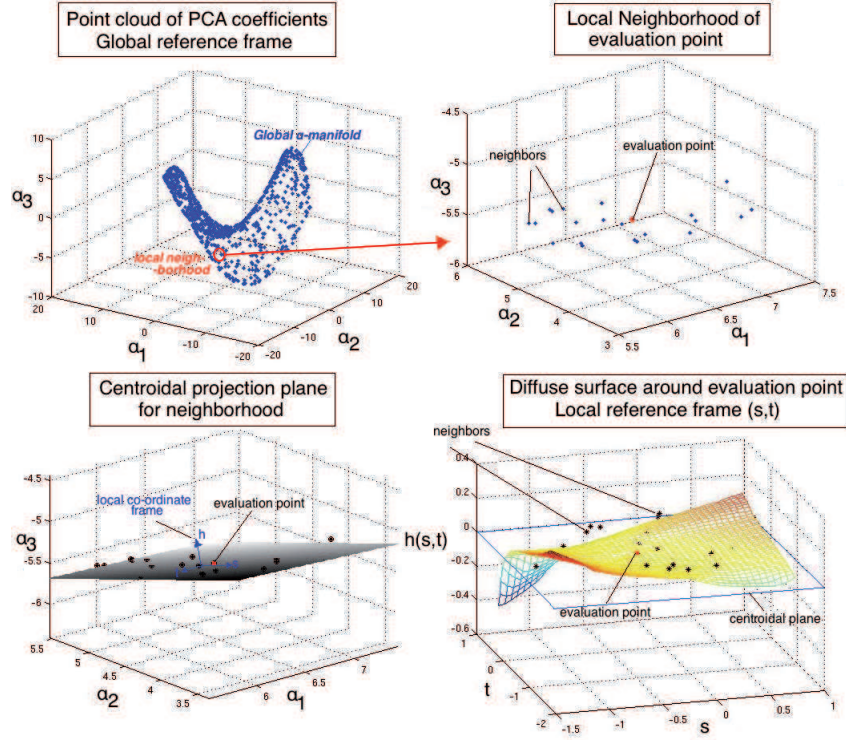 Point cloud of PCA coefficients
Global reference frame
Global α-manifold
local neigh
-borhood
α3
10
5
0
-5
-10
20
10
0
-10
-20
α1
-20
-10
0
10
20
α2
Local Neighborhood of
evaluation point
neighbors
evaluation point
α3
-4.5
-5
-5.5
-6
6
5
4
3
α2
5.5
6
6.5
7
7.5
α1
Centroidal projection plane
for neighborhood
local co-ordinate
frame
h
evaluation point
α3
-4.5
-5
-5.5
-6
5.5
5
4.5
4
3.5
α2
6
6.5
7
α1
Diffuse surface around evaluation point
Local reference frame (s,t)
neighbors
h(s,t)
0.4
0.2
0
-0.2
-0.4
-0.6
evaluation point
centroidal plane
1
0
-1
-2
t
-1.5
-1
-0.5
0
0.5
1
s